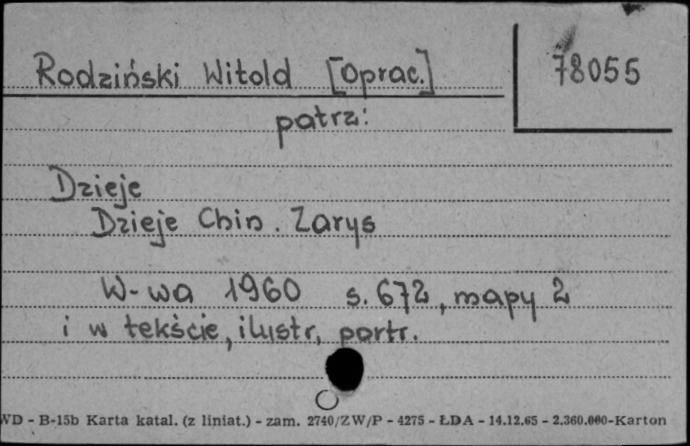 Rodziński Witold [Oprac.]
78055
patrz:
Dzieje
Dzieje Chin. Zarys
W-wa 1960 s. 672, mapy 2
i w tekście, ilustr, portr.
WD - B-15b Karta katal. (z liniat.) - zam. 2740/ZW/P - 4275 - ŁDA - 14.12.65 - 2.360.000-Karton